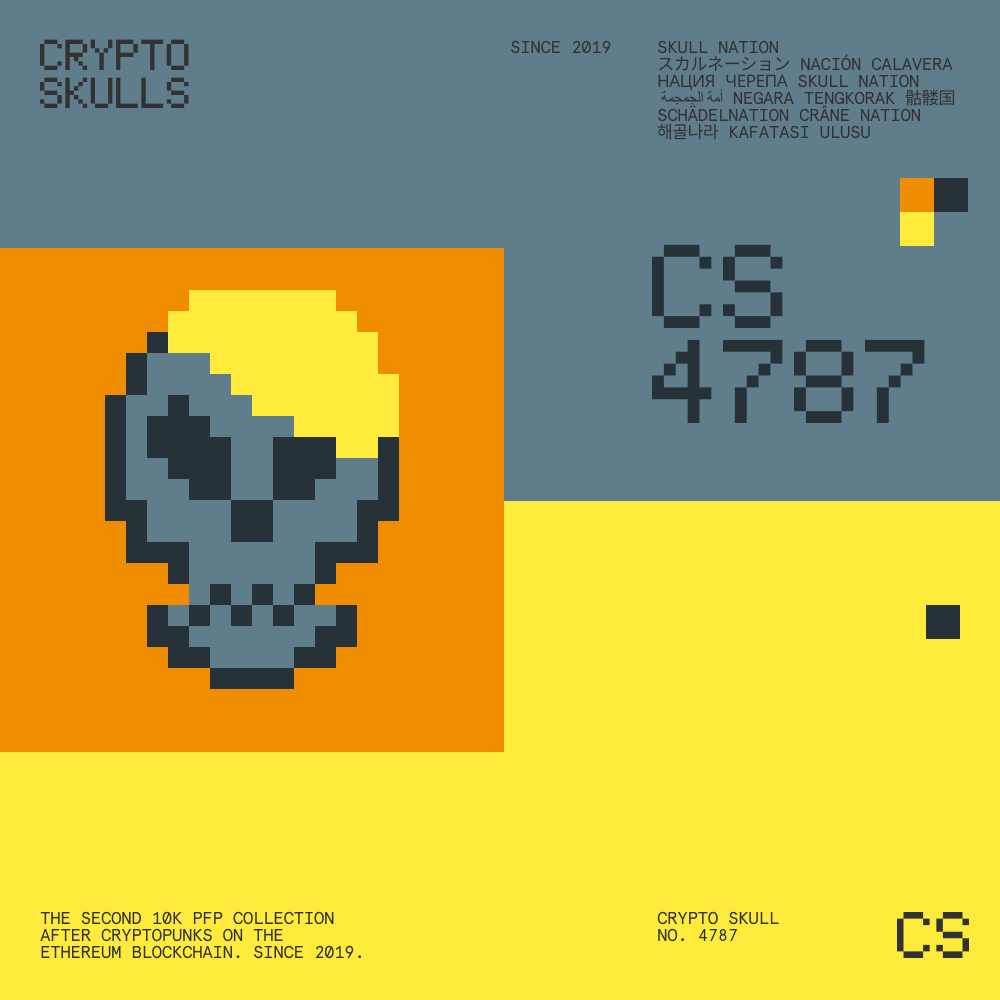 CRYPTO
SKULLS
SINCE 2019
SKULL NATION
スカルネーション NACIÓN CALAVERA
НАЦИЯ ЧЕРЕПА SKULL NATION
أمة الجمجمة NEGARA TENGKORAK 骷髅国
SCHÄDELNATION CRÂNE NATION
해골나라 KAFATASI ULUSU
CS
4787
THE SECOND 10K PFP COLLECTION
AFTER CRYPTOPUNKS ON THE
ETHEREUM BLOCKCHAIN. SINCE 2019.
CRYPTO SKULL
NO. 4787
CS